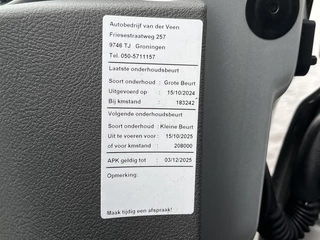 Autobedrijf van der Veen
Friesestraatweg 257
9746 TJ Groningen
Tel. 050-5711157
Laatste onderhoudsbeurt
Soort onderhoud : Grote Beurt
Uitgevoerd op : 15/10/2024
Bij kmstand : 183242
Volgende onderhoudsbeurt
Soort onderhoud : Kleine Beurt
Uit te voeren voor : 15/10/2025
of voor kmstand : 208000
APK geldig tot : 03/12/2025
Opmerking:
Maak tijdig een afspraak!